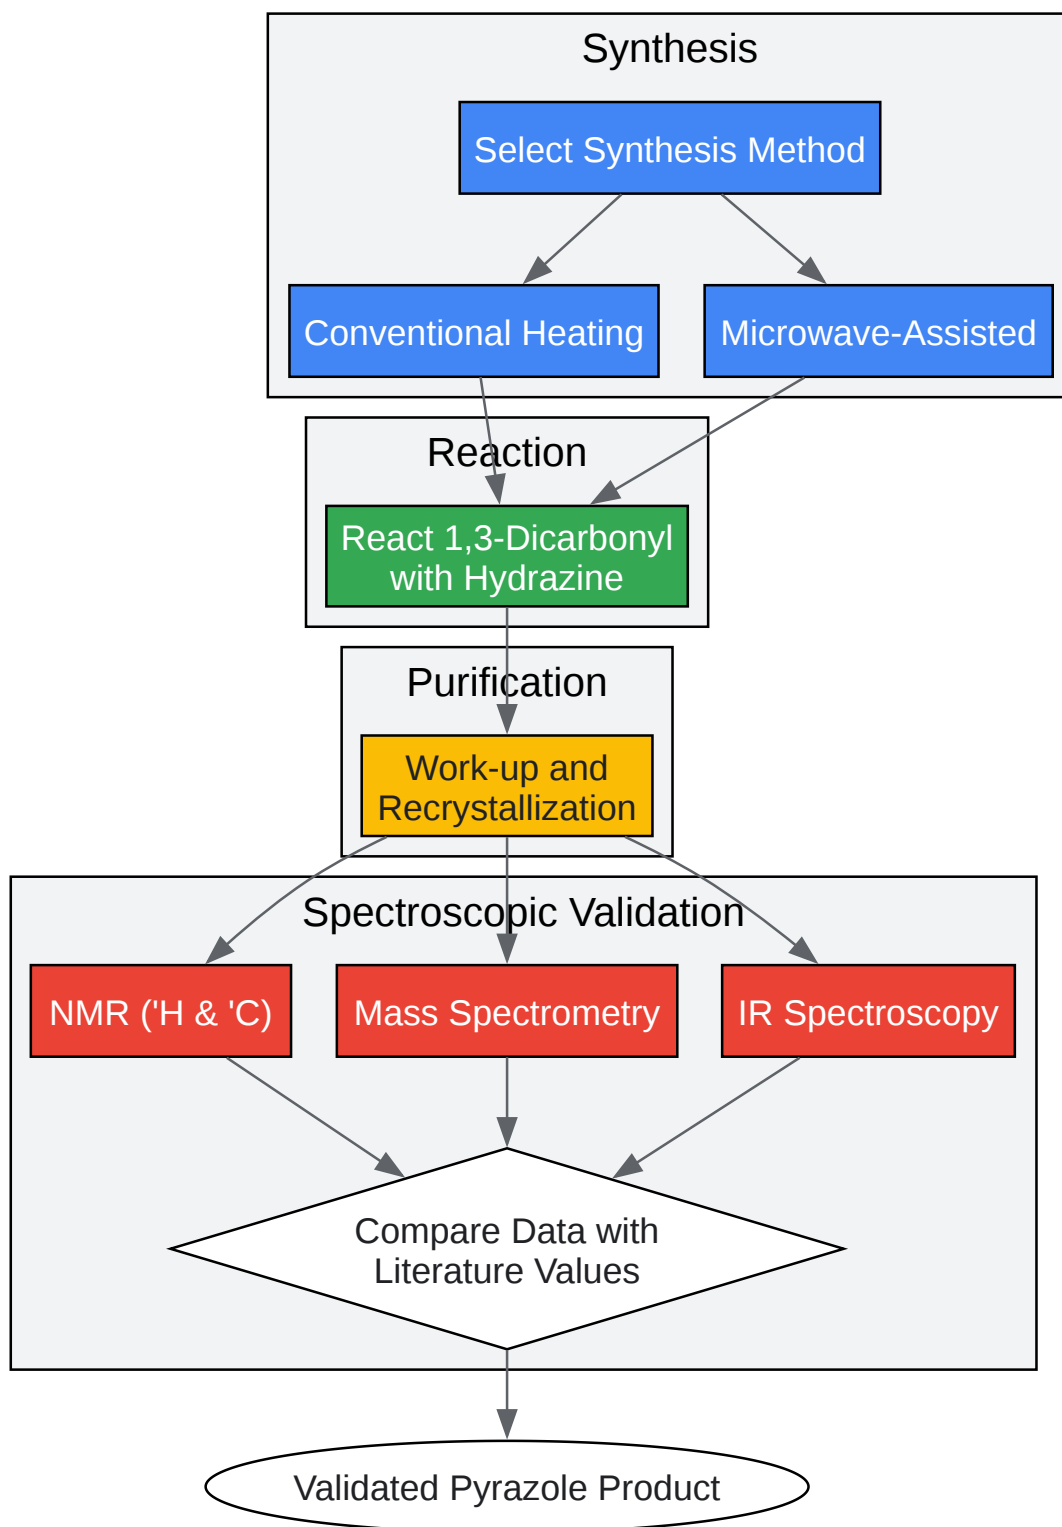 Synthesis
Select Synthesis Method
Conventional Heating
Microwave-Assisted
Reaction
React 1,3-Dicarbonyl
with Hydrazine
Purification
Work-up and
Recrystallization
Spectroscopic Validation
NMR ('H & 'C)
Mass Spectrometry
IR Spectroscopy
Compare Data with
Literature Values
Validated Pyrazole Product